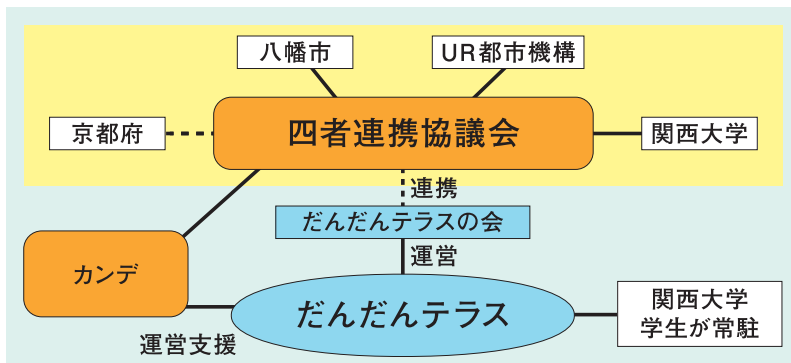 八幡市
UR都市機構
京都府
四者連携協議会
関西大学
連携
だんだんテラスの会
運営
カンデ
だんだんテラス
関西大学
学生が常駐
運営支援